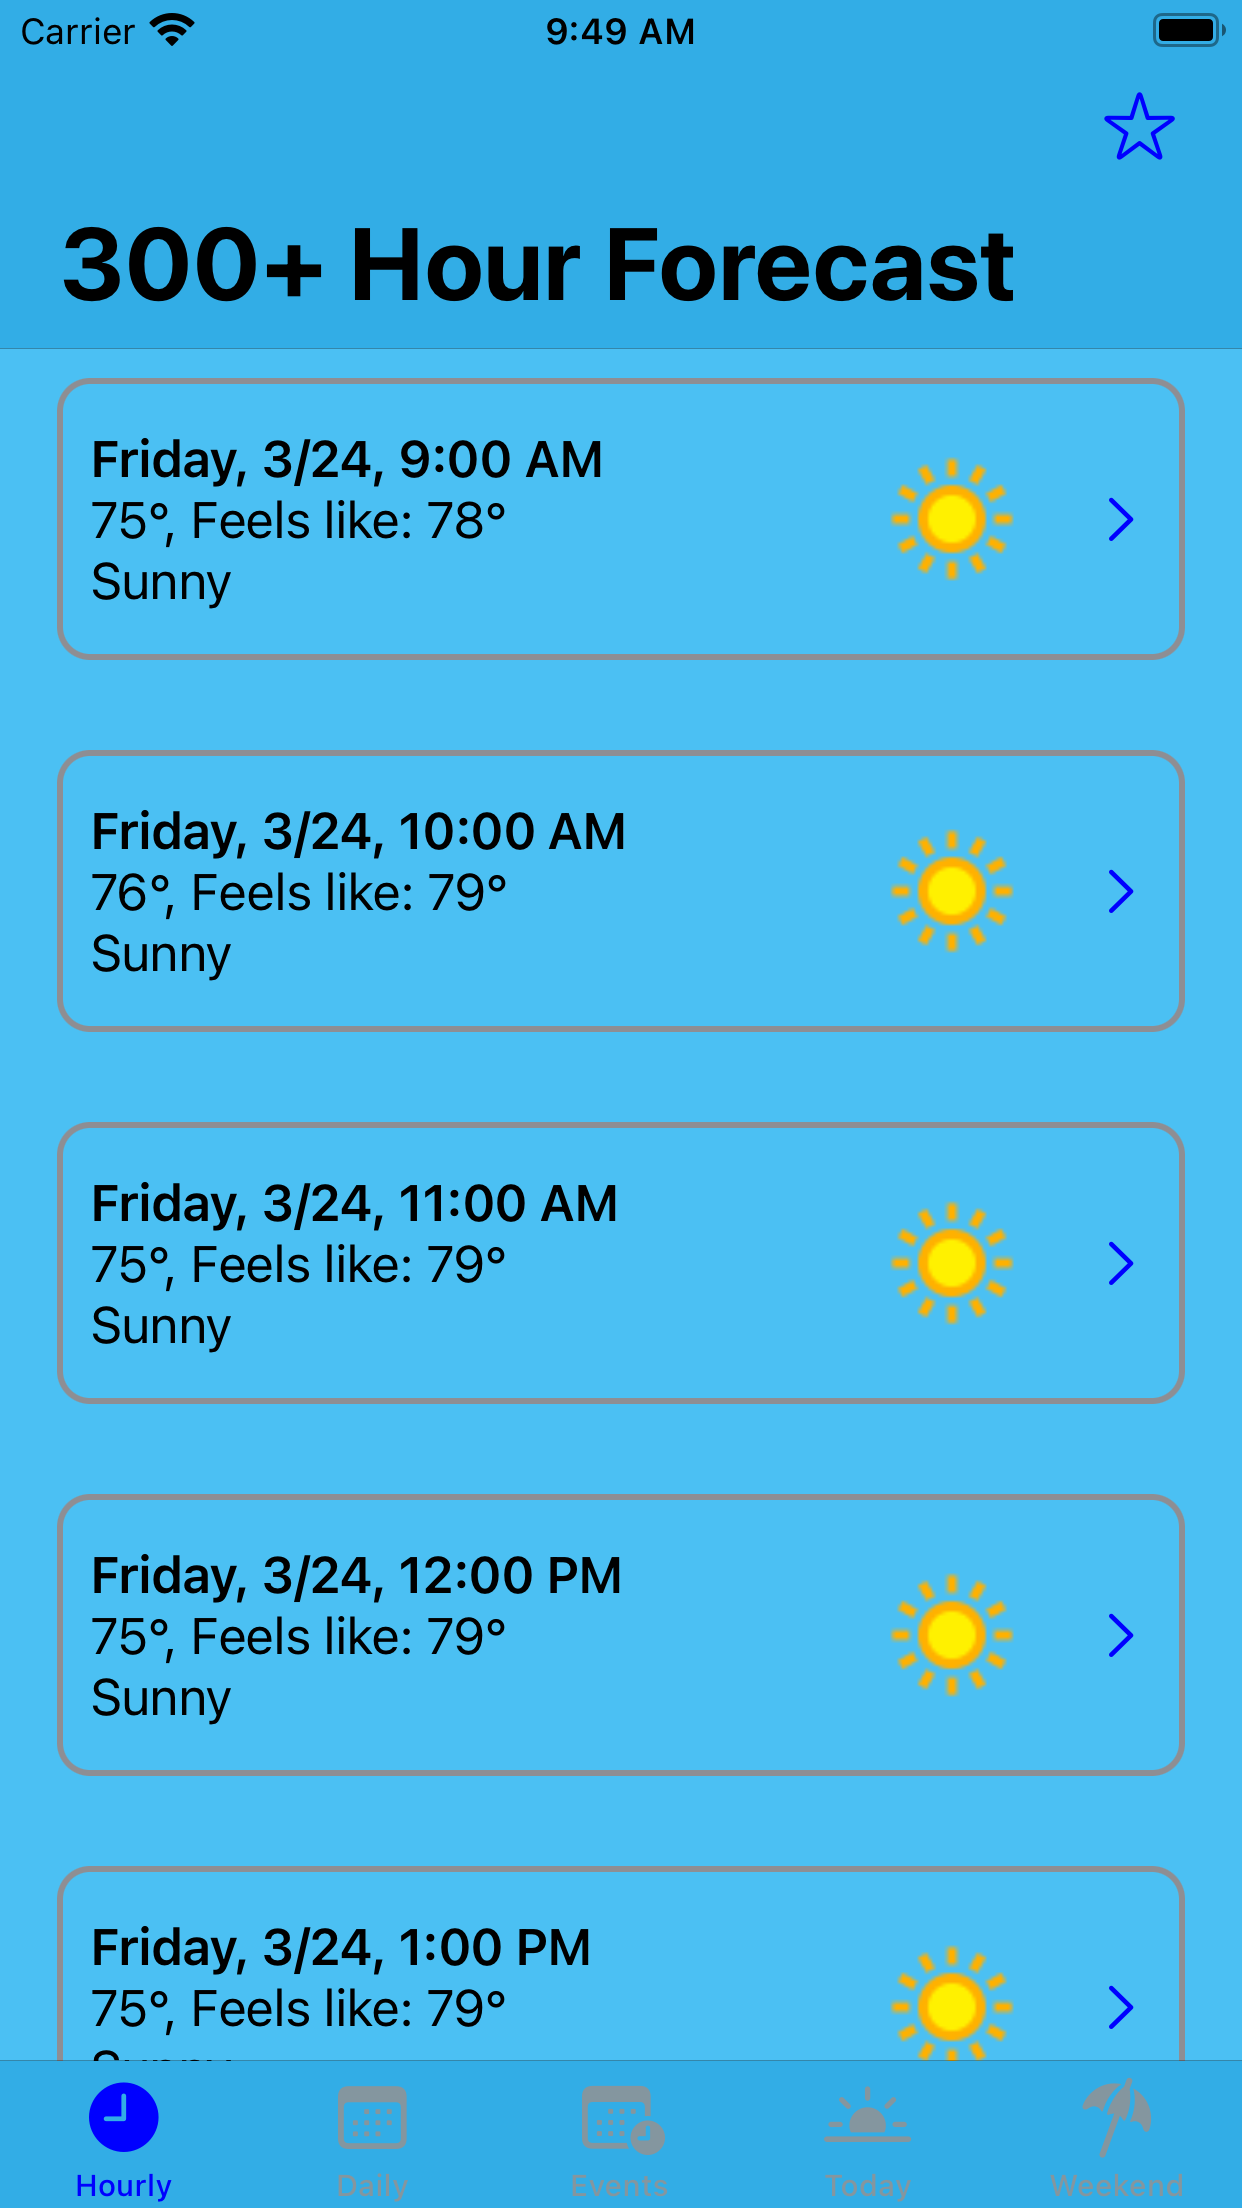 Carrier 9:49 AM
300+ Hour Forecast
Friday, 3/24, 9:00 AM
75°, Feels like: 78°
Sunny
Friday, 3/24, 10:00 AM
76°, Feels like: 79°
Sunny
Friday, 3/24, 11:00 AM
75°, Feels like: 79°
Sunny
Friday, 3/24, 12:00 PM
75°, Feels like: 79°
Sunny
Friday, 3/24, 1:00 PM
75°, Feels like: 79°
Hourly Daily Events Today Weekend